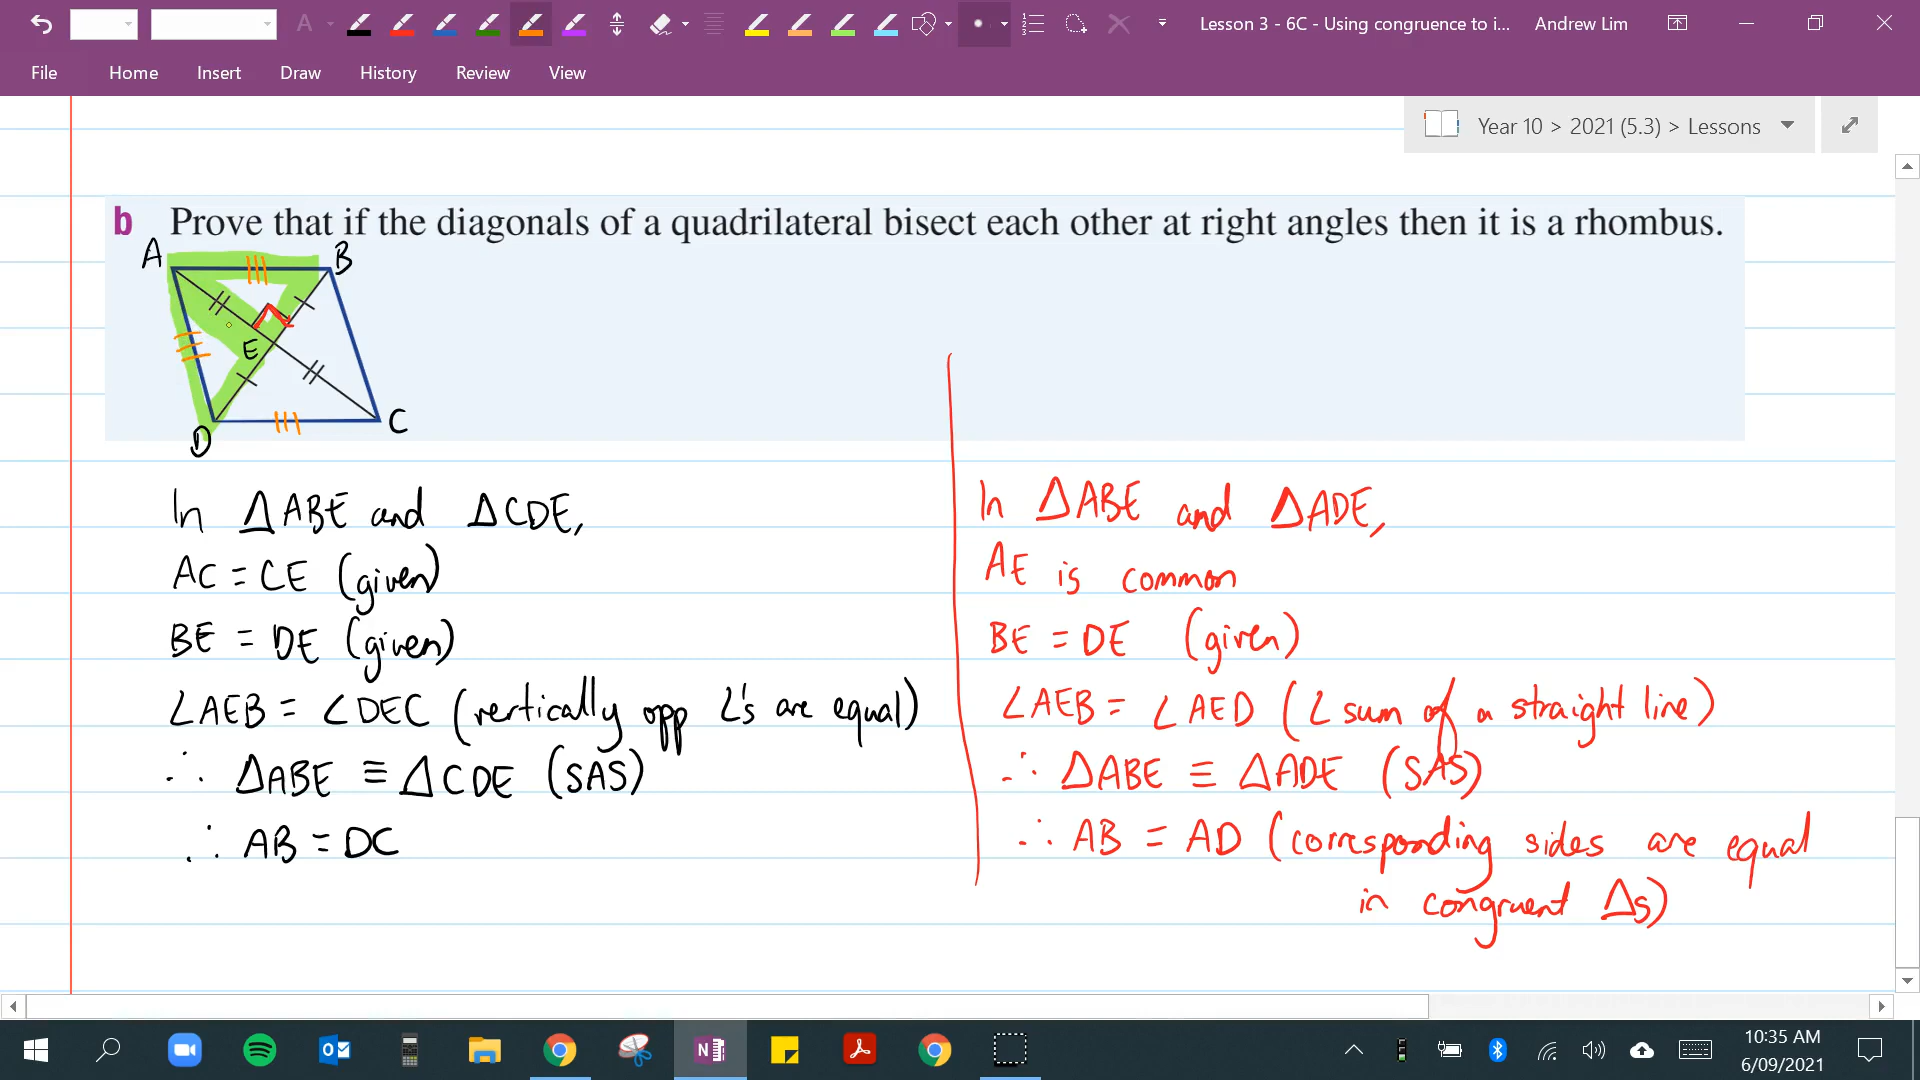 Lesson 3 - 6C - Using congruence to i...
Andrew Lim
File Home Insert Draw History Review View
Year 10 > 2021 (5.3) > Lessons
b Prove that if the diagonals of a quadrilateral bisect each other at right angles then it is a rhombus.
A
B
E
C
D
In ΔABE and ΔCDE,
AC = CE (given)
BE = DE (given)
∠AEB = ∠DEC (vertically opp ∠'s are equal)
∴ ΔABE ≡ ΔCDE (SAS)
∴ AB = DC
In ΔABE and ΔADE,
AE is common
BE = DE (given)
∠AEB = ∠AED (∠ sum of a straight line)
∴ ΔABE ≡ ΔADE (SAS)
∴ AB = AD (corresponding sides are equal
in congruent Δs)
10:35 AM
6/09/2021